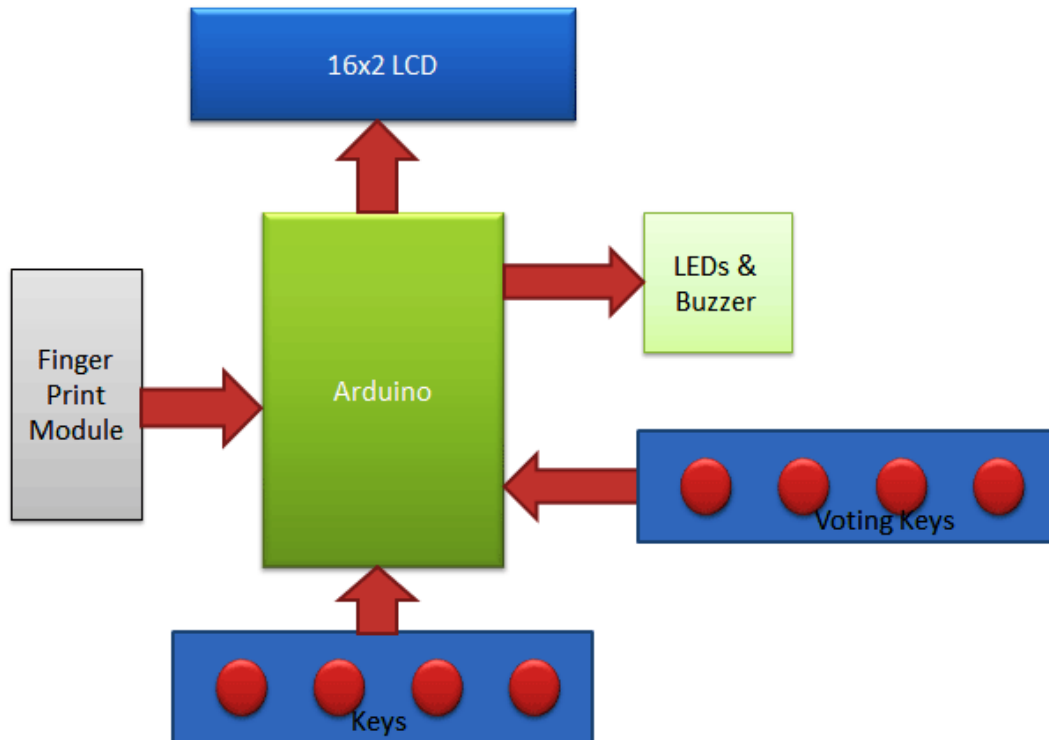 16x2 LCD
LEDs &
Buzzer
Finger
Print
Module
Arduino
Voting Keys
Keys